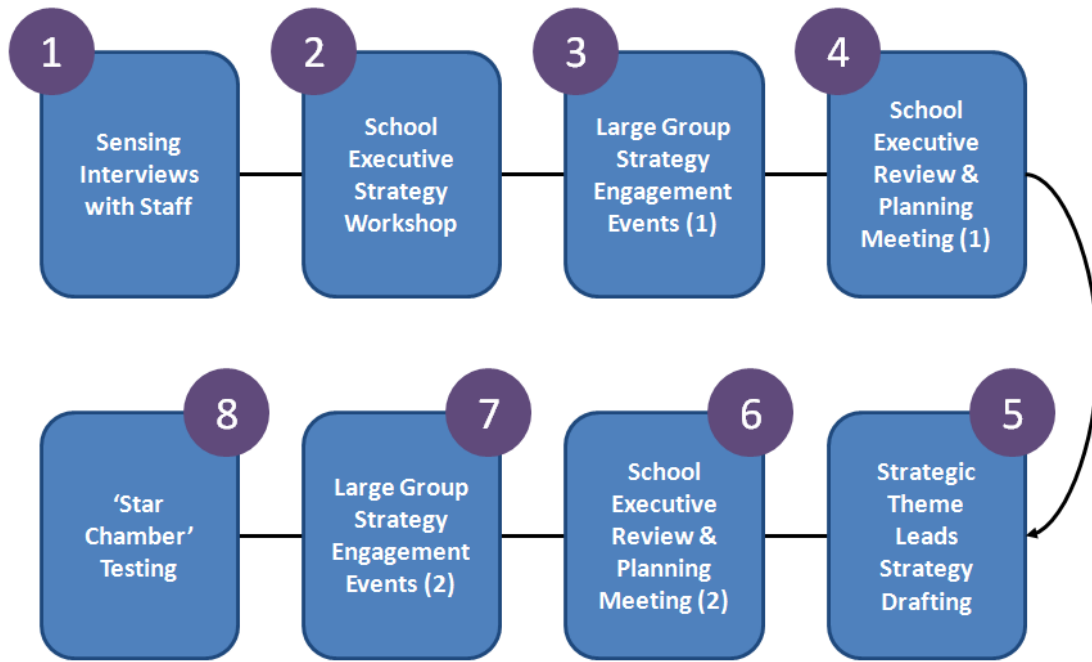 1
Sensing
Interviews
with Staff
2
School
Executive
Strategy
Workshop
3
Large Group
Strategy
Engagement
Events (1)
4
School
Executive
Review &
Planning
Meeting (1)
5
Strategic
Theme
Leads
Strategy
Drafting
6
School
Executive
Review &
Planning
Meeting (2)
7
Large Group
Strategy
Engagement
Events (2)
8
‘Star
Chamber’
Testing